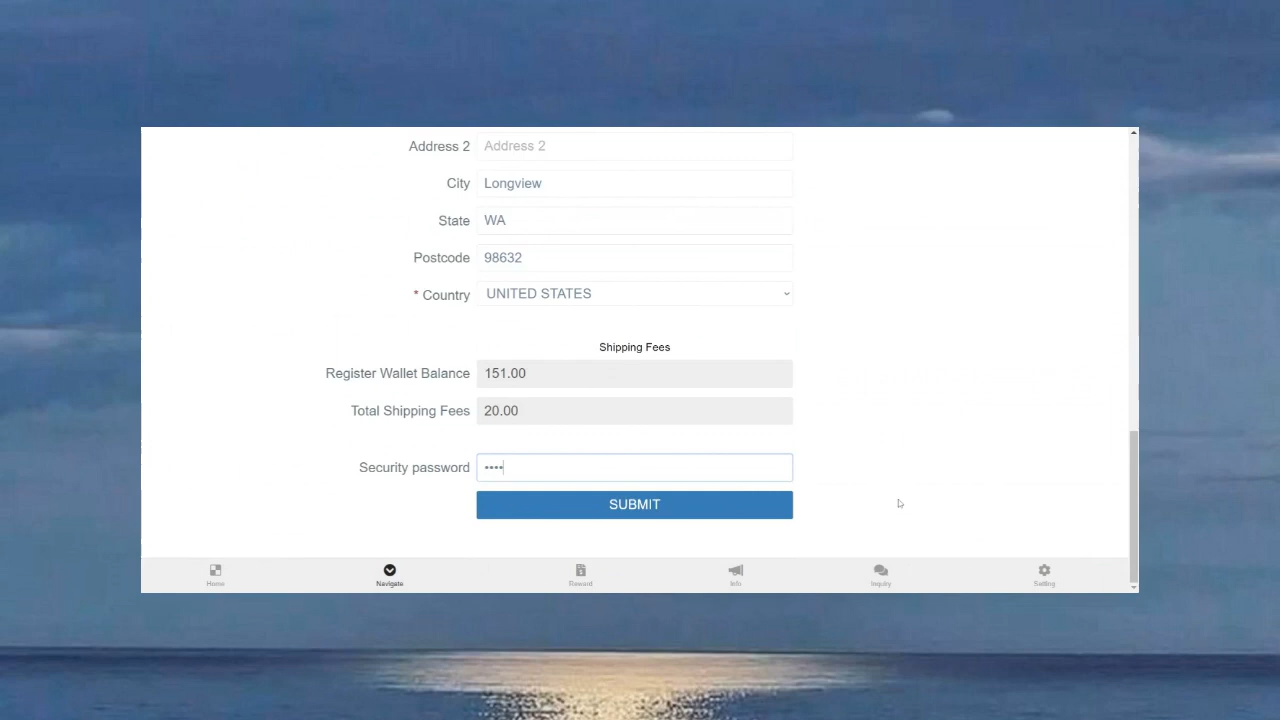 Address 2 Address 2
City Longview
State WA
Postcode 98632
* Country UNITED STATES
Shipping Fees
Register Wallet Balance 151.00
Total Shipping Fees 20.00
Security password ••••
SUBMIT
Home Navigate Reward Info Inquiry Setting